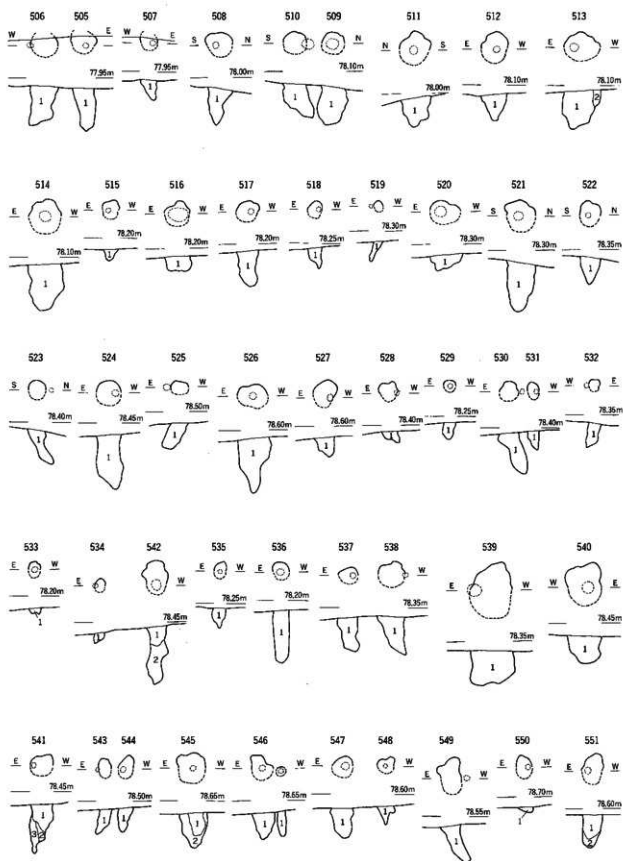 506 505 507 508 510 509 511 512 513
W E W E S N S N N S E W E W
77.95m 77.95m 78.00m 78.10m 78.00m 78.10m 78.10m
1 1 1 1 1 1 1 1 1 2
514 515 516 517 518 519 520 521 522
E W E W E W E W E W E W E W S N S N
78.10m 78.20m 78.20m 78.20m 78.25m 78.30m 78.30m 78.30m 78.35m
1 1 1 1 1 1 1 1 1
523 524 525 526 527 528 529 530 531 532
S N E W E W E W E W E W E W E W W E
78.40m 78.45m 78.50m 78.60m 78.60m 78.40m 78.25m 78.40m 78.35m
1 1 1 1 1 1 1 1 1 1
533 534 542 535 536 537 538 539 540
E W E W E W E W E W E W W E
78.20m 78.45m 78.25m 78.20m 78.35m 78.35m 78.45m
1 1 1 2 1 1 1 1 1 1
541 543 544 545 546 547 548 549 550 551
E W E W E W E W E W E W E W E W
78.45m 78.50m 78.65m 78.65m 78.60m 78.55m 78.70m 78.60m
1 2 3 1 1 1 2 1 1 1 1 1 1 1 2